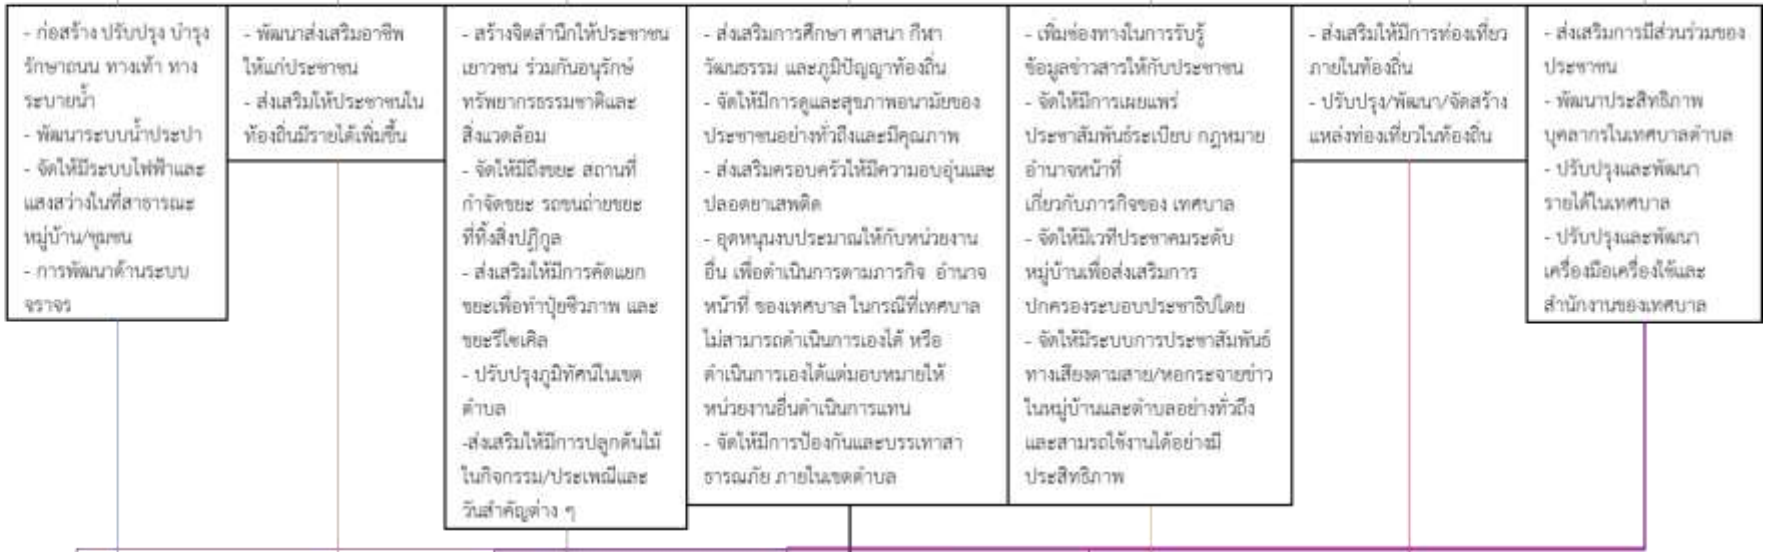 - ก่อสร้าง ปรับปรุง บำรุง
รักษาถนน ทางเท้า ทาง
ระบายน้ำ
- พัฒนาระบบน้ำประปา
- จัดให้มีระบบไฟฟ้าและ
แสงสว่างในที่สาธารณะ
หมู่บ้าน/ชุมชน
- การพัฒนาด้านระบบ
จราจร
- พัฒนาส่งเสริมอาชีพ
ให้แก่ประชาชน
- ส่งเสริมให้ประชาชนใน
ท้องถิ่นมีรายได้เพิ่มขึ้น
- สร้างจิตสำนึกให้ประชาชน
เยาวชน ร่วมกันอนุรักษ์
ทรัพยากรธรรมชาติและ
สิ่งแวดล้อม
- จัดให้มีถังขยะ สถานที่
กำจัดขยะ รถขนถ่ายขยะ
ที่ทิ้งสิ่งปฏิกูล
- ส่งเสริมให้มีการคัดแยก
ขยะเพื่อทำปุ๋ยชีวภาพ และ
ขยะรีไซเคิล
- ปรับปรุงภูมิทัศน์ในเขต
ตำบล
-ส่งเสริมให้มีการปลูกต้นไม้
ในกิจกรรม/ประเพณีและ
วันสำคัญต่าง ๆ
- ส่งเสริมการศึกษา ศาสนา กีฬา
วัฒนธรรม และภูมิปัญญาท้องถิ่น
- จัดให้มีการดูแลสุขภาพอนามัยของ
ประชาชนอย่างทั่วถึงและมีคุณภาพ
- ส่งเสริมครอบครัวให้มีความอบอุ่นและ
ปลอดยาเสพติด
- อุดหนุนงบประมาณให้กับหน่วยงาน
อื่น เพื่อดำเนินการตามภารกิจ อำนาจ
หน้าที่ ของเทศบาล ในกรณีที่เทศบาล
ไม่สามารถดำเนินการเองได้ หรือ
ดำเนินการเองได้แต่มอบหมายให้
หน่วยงานอื่นดำเนินการแทน
- จัดให้มีการป้องกันและบรรเทาสา
ธารณภัย ภายในเขตตำบล
- เพิ่มช่องทางในการรับรู้
ข้อมูลข่าวสารให้กับประชาชน
- จัดให้มีการเผยแพร่
ประชาสัมพันธ์ระเบียบ กฎหมาย
อำนาจหน้าที่
เกี่ยวกับภารกิจของ เทศบาล
- จัดให้มีเวทีประชาคมระดับ
หมู่บ้านเพื่อส่งเสริมการ
ปกครองระบอบประชาธิปไตย
- จัดให้มีระบบการประชาสัมพันธ์
ทางเสียงตามสาย/หอกระจายข่าว
ในหมู่บ้านและตำบลอย่างทั่วถึง
และสามารถใช้งานได้อย่างมี
ประสิทธิภาพ
- ส่งเสริมให้มีการท่องเที่ยว
ภายในท้องถิ่น
- ปรับปรุง/พัฒนา/จัดสร้าง
แหล่งท่องเที่ยวในท้องถิ่น
- ส่งเสริมการมีส่วนร่วมของ
ประชาชน
- พัฒนาประสิทธิภาพ
บุคลากรในเทศบาลตำบล
- ปรับปรุงและพัฒนา
รายได้ในเทศบาล
- ปรับปรุงและพัฒนา
เครื่องมือเครื่องใช้และ
สำนักงานของเทศบาล